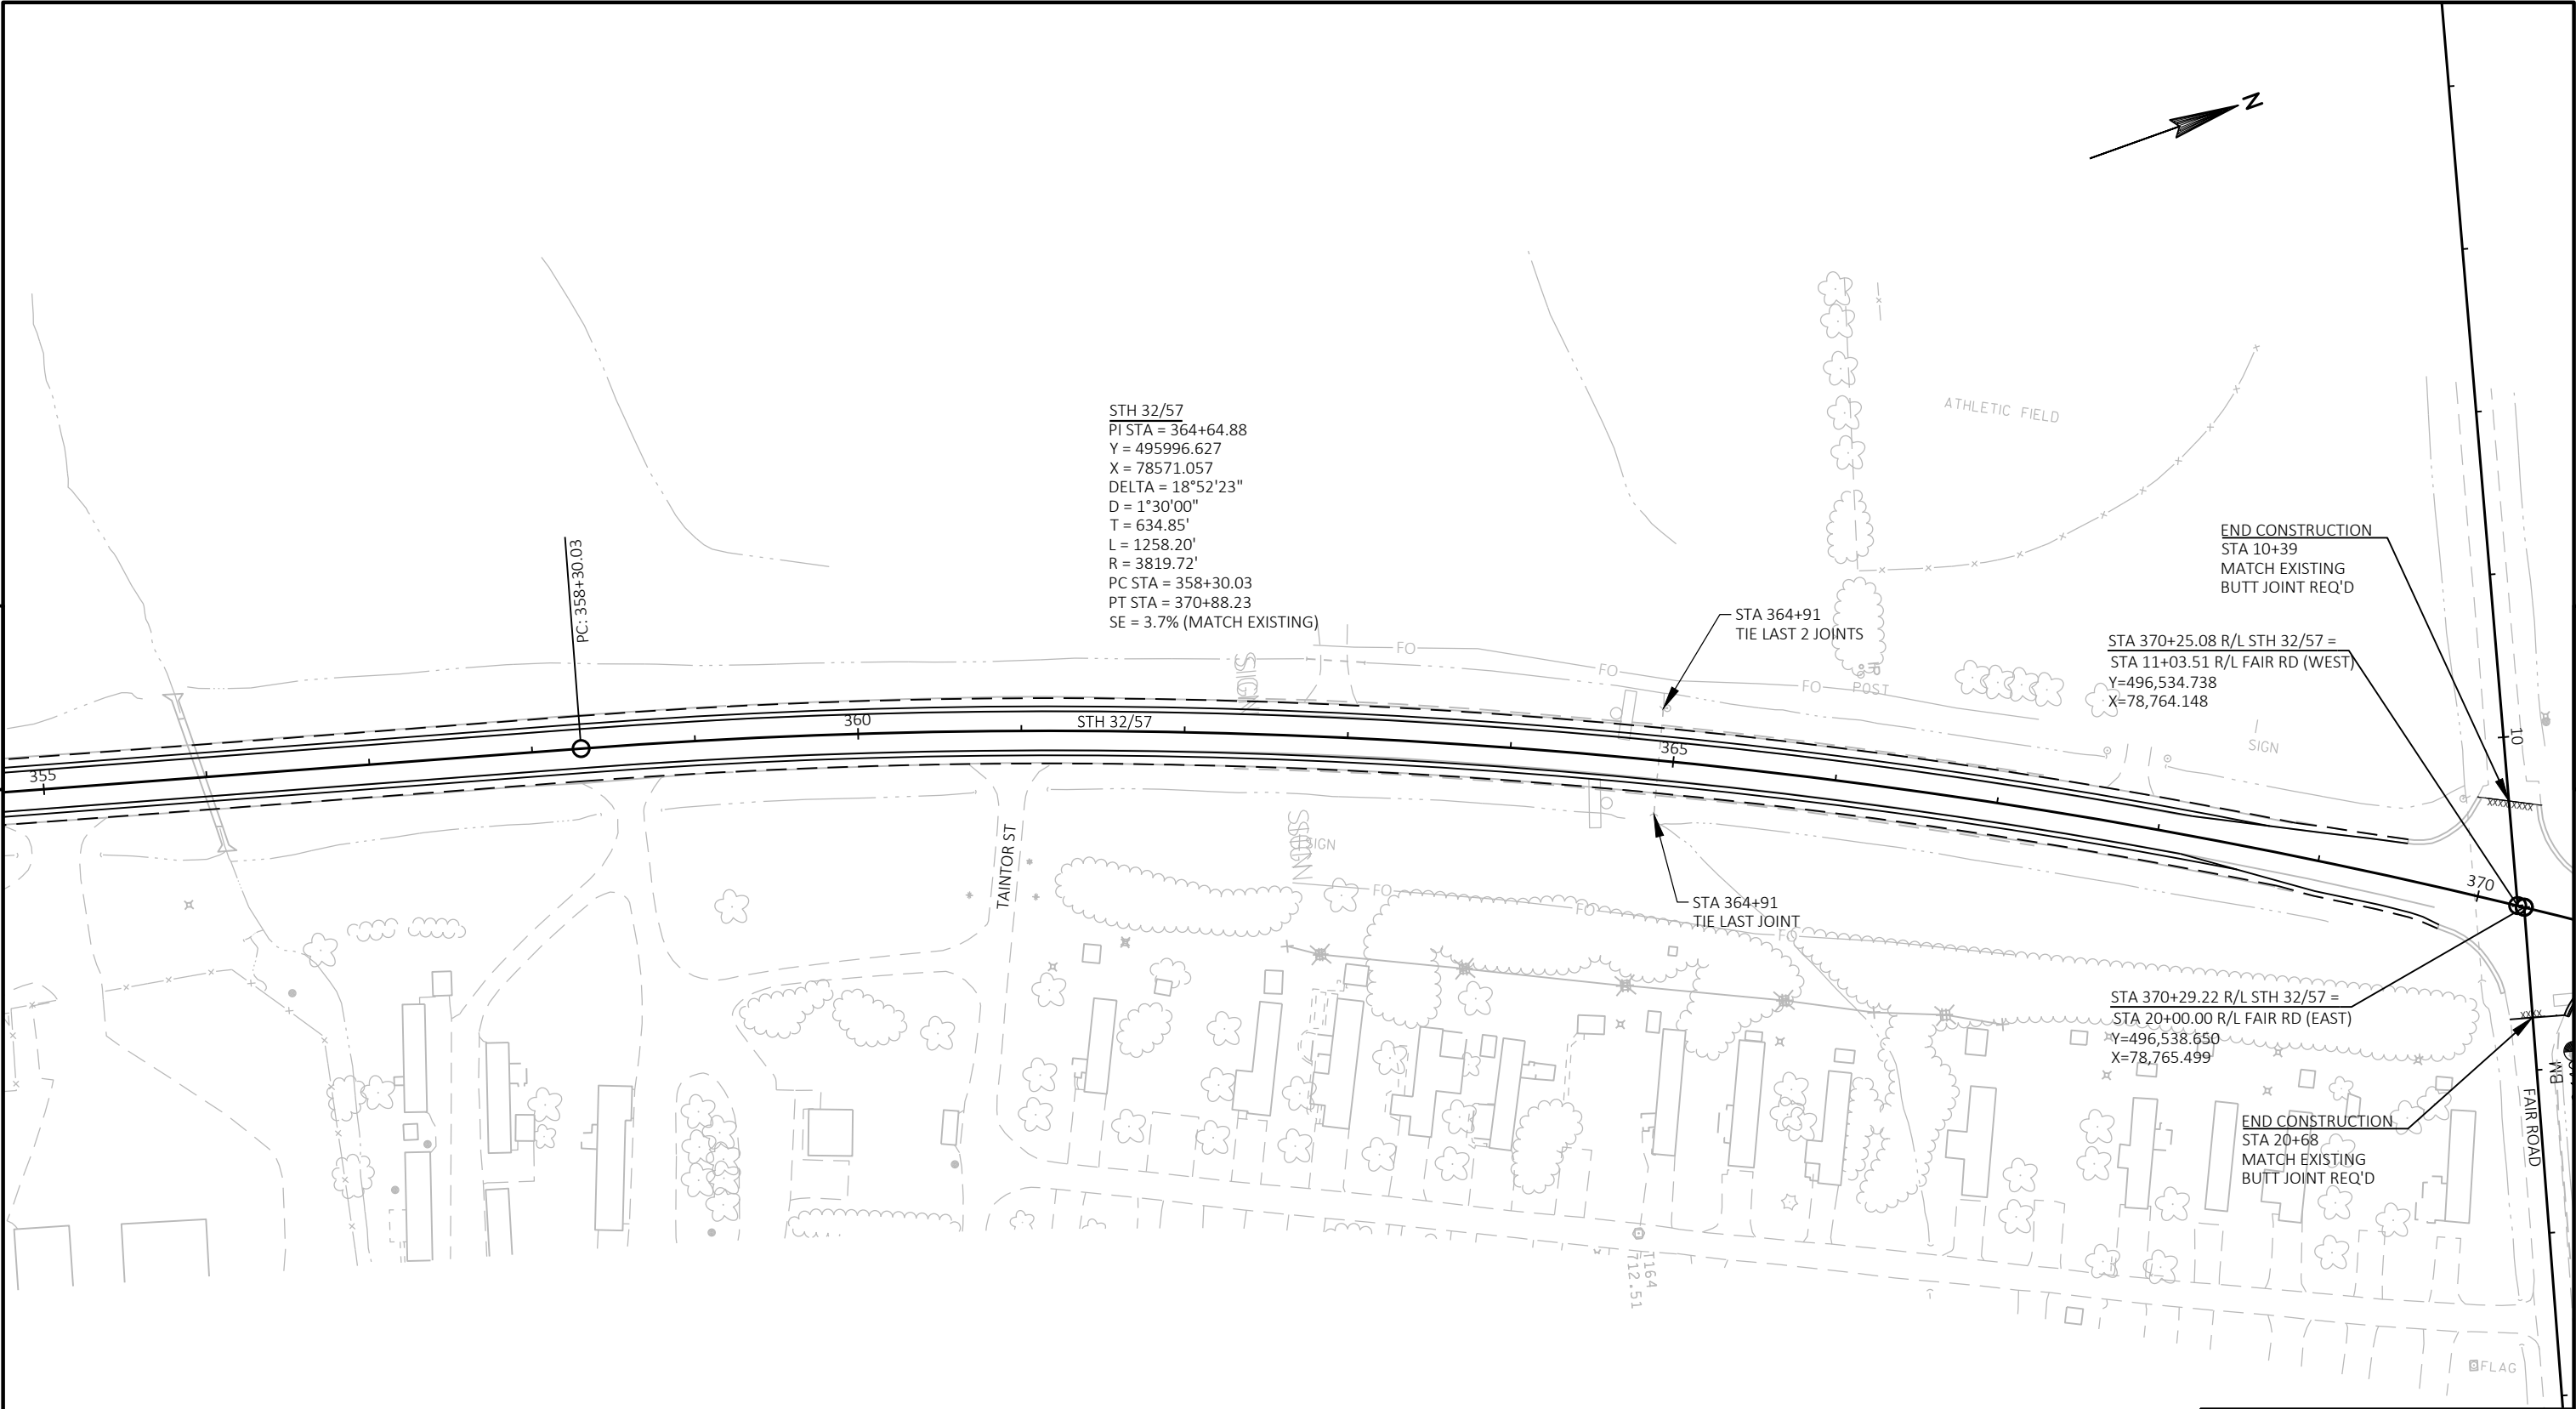 N
STH 32/57
PI STA = 364+64.88
Y = 495996.627
X = 78571.057
DELTA = 18°52'23"
D = 1°30'00"
T = 634.85'
L = 1258.20'
R = 3819.72'
PC STA = 358+30.03
PT STA = 370+88.23
SE = 3.7% (MATCH EXISTING)
ATHLETIC FIELD
PC: 358+30.03
END CONSTRUCTION
STA 10+39
MATCH EXISTING
BUTT JOINT REQ'D
STA 364+91
TIE LAST 2 JOINTS
STA 370+25.08 R/L STH 32/57 =
STA 11+03.51 R/L FAIR RD (WEST)
Y=496,534.738
X=78,764.148
FO
FO
FO
POST
SIGN
SIGN
10
355
360
STH 32/57
365
370
TAINTOR ST
SIGN
SIGN
FO
FO
FO
STA 364+91
TIE LAST JOINT
STA 370+29.22 R/L STH 32/57 =
STA 20+00.00 R/L FAIR RD (EAST)
Y=496,538.650
X=78,765.499
BM
FAIR ROAD
END CONSTRUCTION
STA 20+68
MATCH EXISTING
BUTT JOINT REQ'D
T164
712.51
FLAG